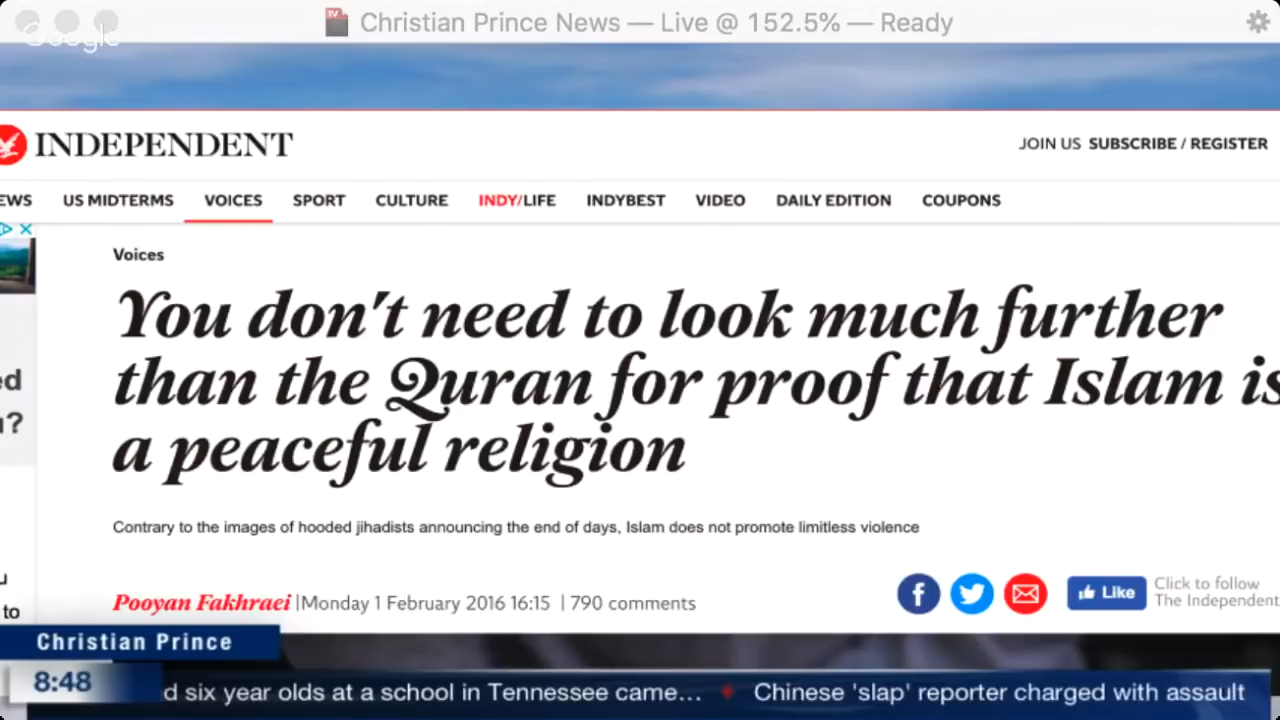 Christian Prince News — Live @ 152.5% — Ready
Google
INDEPENDENT
JOIN US SUBSCRIBE / REGISTER
EWS US MIDTERMS VOICES SPORT CULTURE INDY/LIFE INDYBEST VIDEO DAILY EDITION COUPONS
Voices
You don't need to look much further
than the Quran for proof that Islam is
a peaceful religion
ed
?
Contrary to the images of hooded jihadists announcing the end of days, Islam does not promote limitless violence
u
to
Pooyan Fakhraei | Monday 1 February 2016 16:15 | 790 comments
Like
Click to follow
The Independent
Christian Prince
8:48
d six year olds at a school in Tennessee came... Chinese 'slap' reporter charged with assault